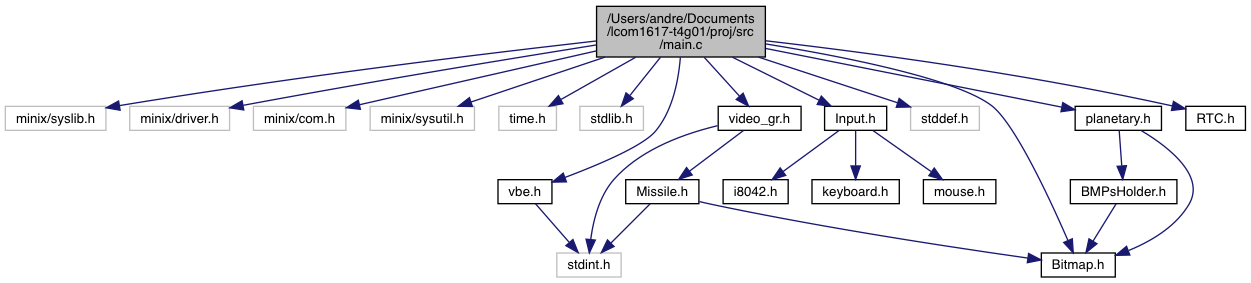 /Users/andre/Documents
/lcom1617-t4g01/proj/src
/main.c
minix/syslib.h
minix/driver.h
minix/com.h
minix/sysutil.h
time.h
stdlib.h
video_gr.h
Input.h
stddef.h
planetary.h
RTC.h
vbe.h
Missile.h
i8042.h
keyboard.h
mouse.h
BMPsHolder.h
stdint.h
Bitmap.h